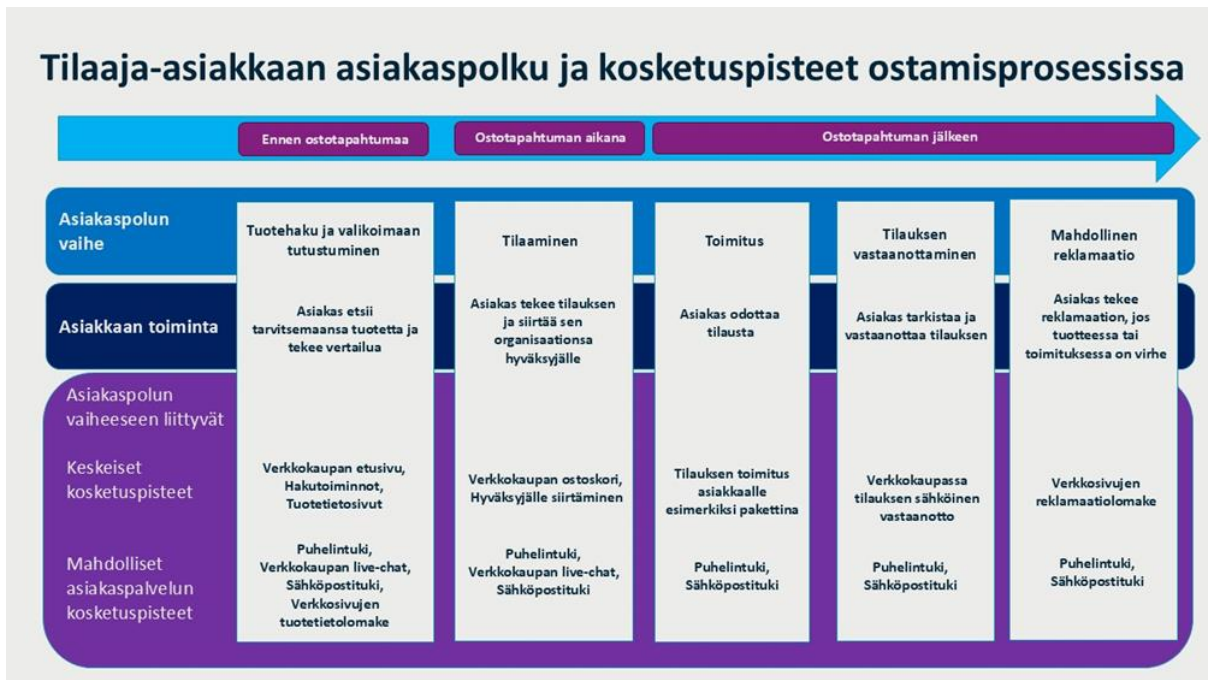 Tilaaja-asiakkaan asiakaspolku ja kosketuspisteet ostamisprosessissa
Ennen ostotapahtumaa
Ostotapahtuman aikana
Ostotapahtuman jälkeen
Asiakaspolun
vaihe
Tuotehaku ja valikoimaan
tutustuminen
Tilaaminen
Toimitus
Tilauksen
vastaanottaminen
Mahdollinen
reklamaatio
Asiakkaan toiminta
Asiakas etsii
tarvitsemaansa tuotetta ja
tekee vertailua
Asiakas tekee tilauksen
ja siirtää sen
organisaationsa
hyväksyjälle
Asiakas odottaa
tilausta
Asiakas tarkistaa ja
vastaanottaa tilauksen
Asiakas tekee
reklamaation, jos
tuotteessa tai
toimituksessa on virhe
Asiakaspolun
vaiheeseen liittyvät
Keskeiset
kosketuspisteet
Verkkokaupan etusivu,
Hakutoiminnot,
Tuotetietosivut
Verkkokaupan ostoskori,
Hyväksyjälle siirtäminen
Tilauksen toimitus
asiakkaalle
esimerkiksi pakettina
Verkkokaupassa
tilauksen sähköinen
vastaanotto
Verkkosivujen
reklamaatiolomake
Mahdolliset
asiakaspalvelun
kosketuspisteet
Puhelintuki,
Verkkokaupan live-chat,
Sähköpostituki,
Verkkosivujen
tuotetietolomake
Puhelintuki,
Verkkokaupan live-chat,
Sähköpostituki
Puhelintuki,
Sähköpostituki
Puhelintuki,
Sähköpostituki
Puhelintuki,
Sähköpostituki